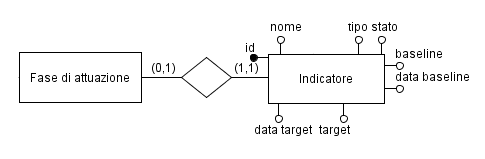 nome
tipo stato
id
baseline
Fase di attuazione
(0,1)
(1,1)
Indicatore
data baseline
data target
target